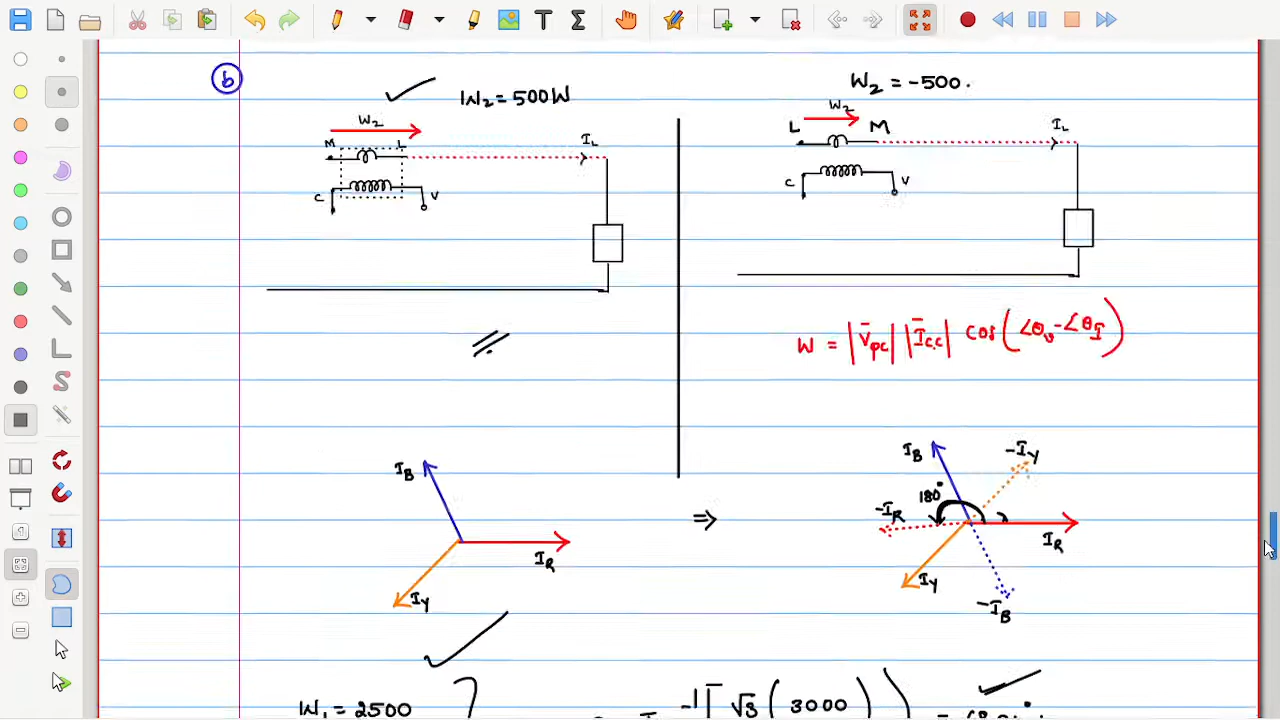 b
W₂ = 500W
W₂
M L
I_L
C V
W₂ = -500.
W₂
L M
I_L
C V
W = |V̄pc| |Īc.c| cos(∠θv - ∠θI)
I_B
I_R
I_Y
⇒
I_B
-I_Y
180°
-I_R
I_R
I_Y
-I_B
W₁ = 2500
√3 (3000)